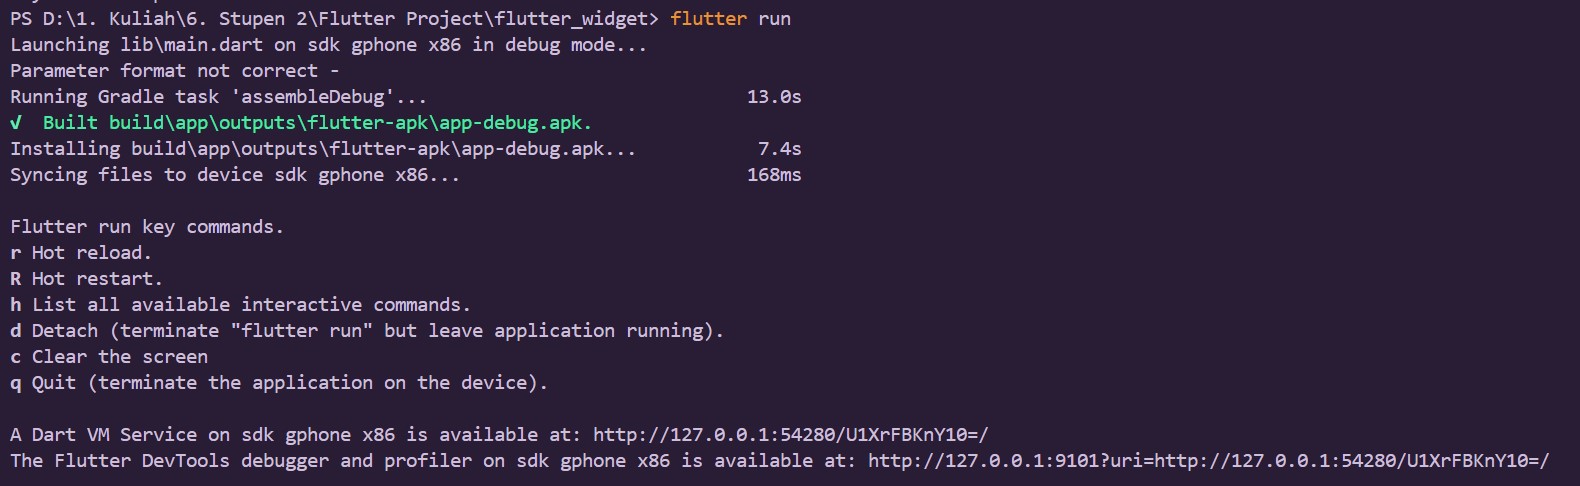 PS D:\1. Kuliah\6. Stupen 2\Flutter Project\flutter_widget> flutter run
Launching lib\main.dart on sdk gphone x86 in debug mode...
Parameter format not correct -
Running Gradle task 'assembleDebug'... 13.0s
√ Built build\app\outputs\flutter-apk\app-debug.apk.
Installing build\app\outputs\flutter-apk\app-debug.apk... 7.4s
Syncing files to device sdk gphone x86... 168ms
Flutter run key commands.
r Hot reload.
R Hot restart.
h List all available interactive commands.
d Detach (terminate "flutter run" but leave application running).
c Clear the screen
q Quit (terminate the application on the device).
A Dart VM Service on sdk gphone x86 is available at: http://127.0.0.1:54280/U1XrFBKnY10=/
The Flutter DevTools debugger and profiler on sdk gphone x86 is available at: http://127.0.0.1:9101?uri=http://127.0.0.1:54280/U1XrFBKnY10=/